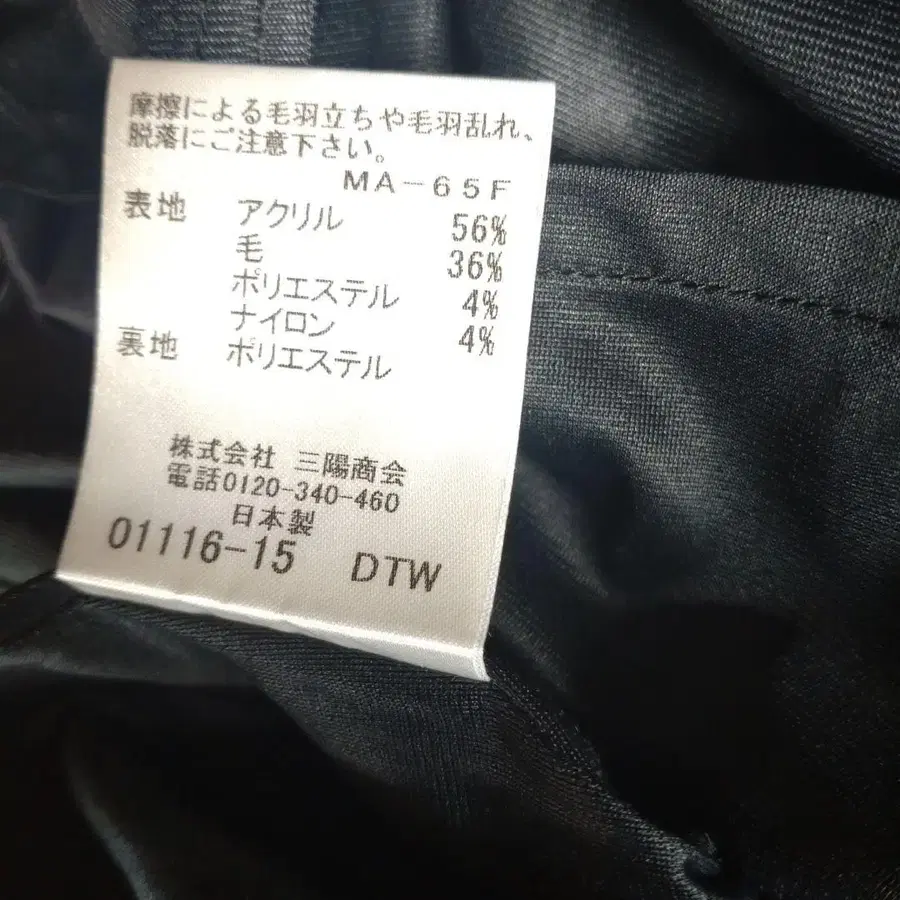 摩擦による毛羽立ちや毛羽乱れ、
脱落にご注意下さい。
MA-65F
表地 アクリル 56%
毛 36%
ポリエステル 4%
ナイロン 4%
裏地 ポリエステル
株式会社 三陽商会
電話0120-340-460
日本製
01116-15 DTW